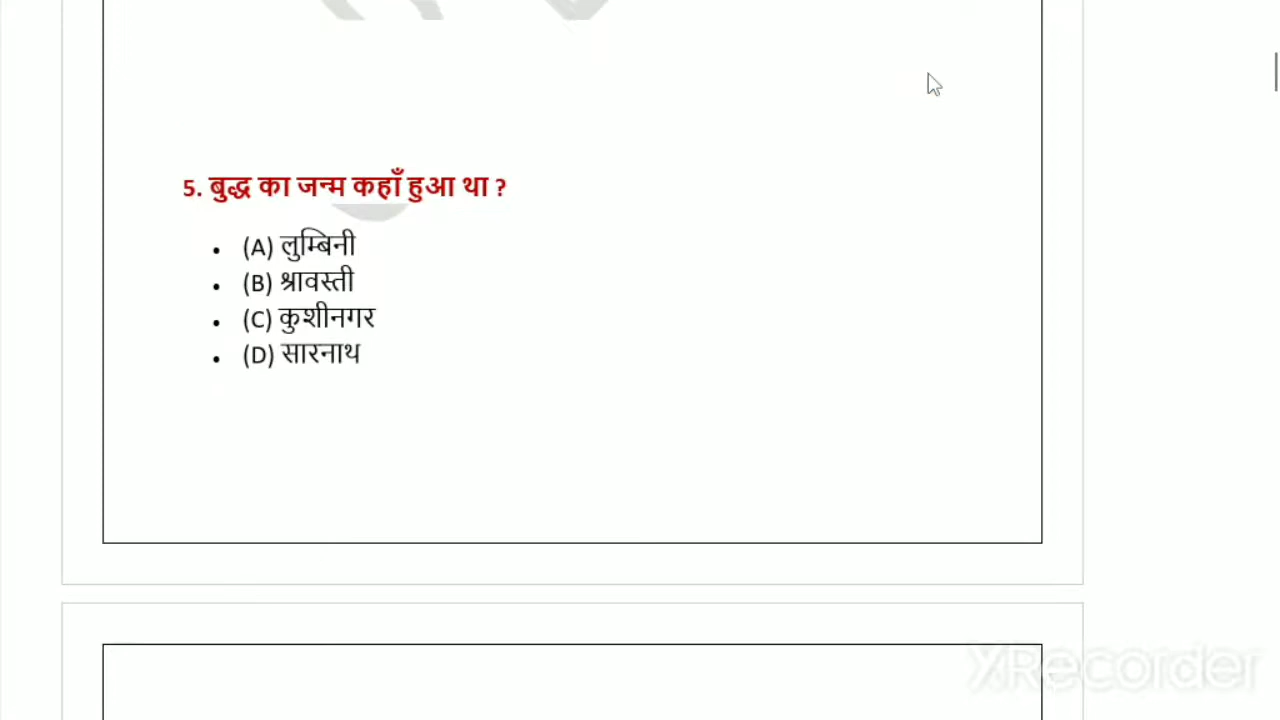 5. बुद्ध का जन्म कहाँ हुआ था ?
• (A) लुम्बिनी
• (B) श्रावस्ती
• (C) कुशीनगर
• (D) सारनाथ
XRecorder